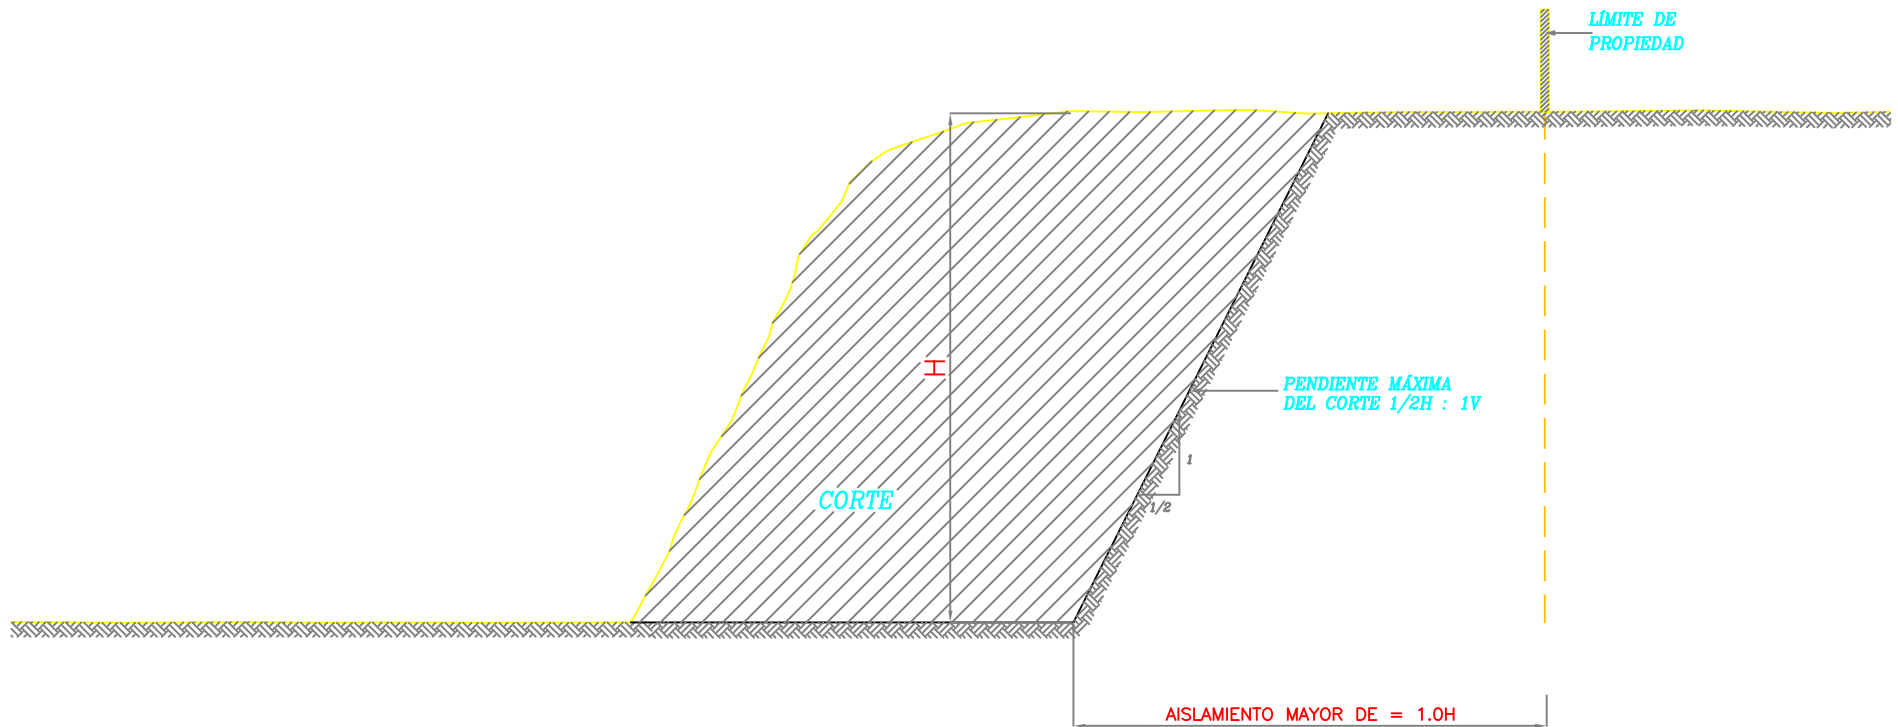 LÍMITE DE
PROPIEDAD
H
PENDIENTE MÁXIMA
DEL CORTE 1/2H : 1V
1
1/2
CORTE
AISLAMIENTO MAYOR DE = 1.0H